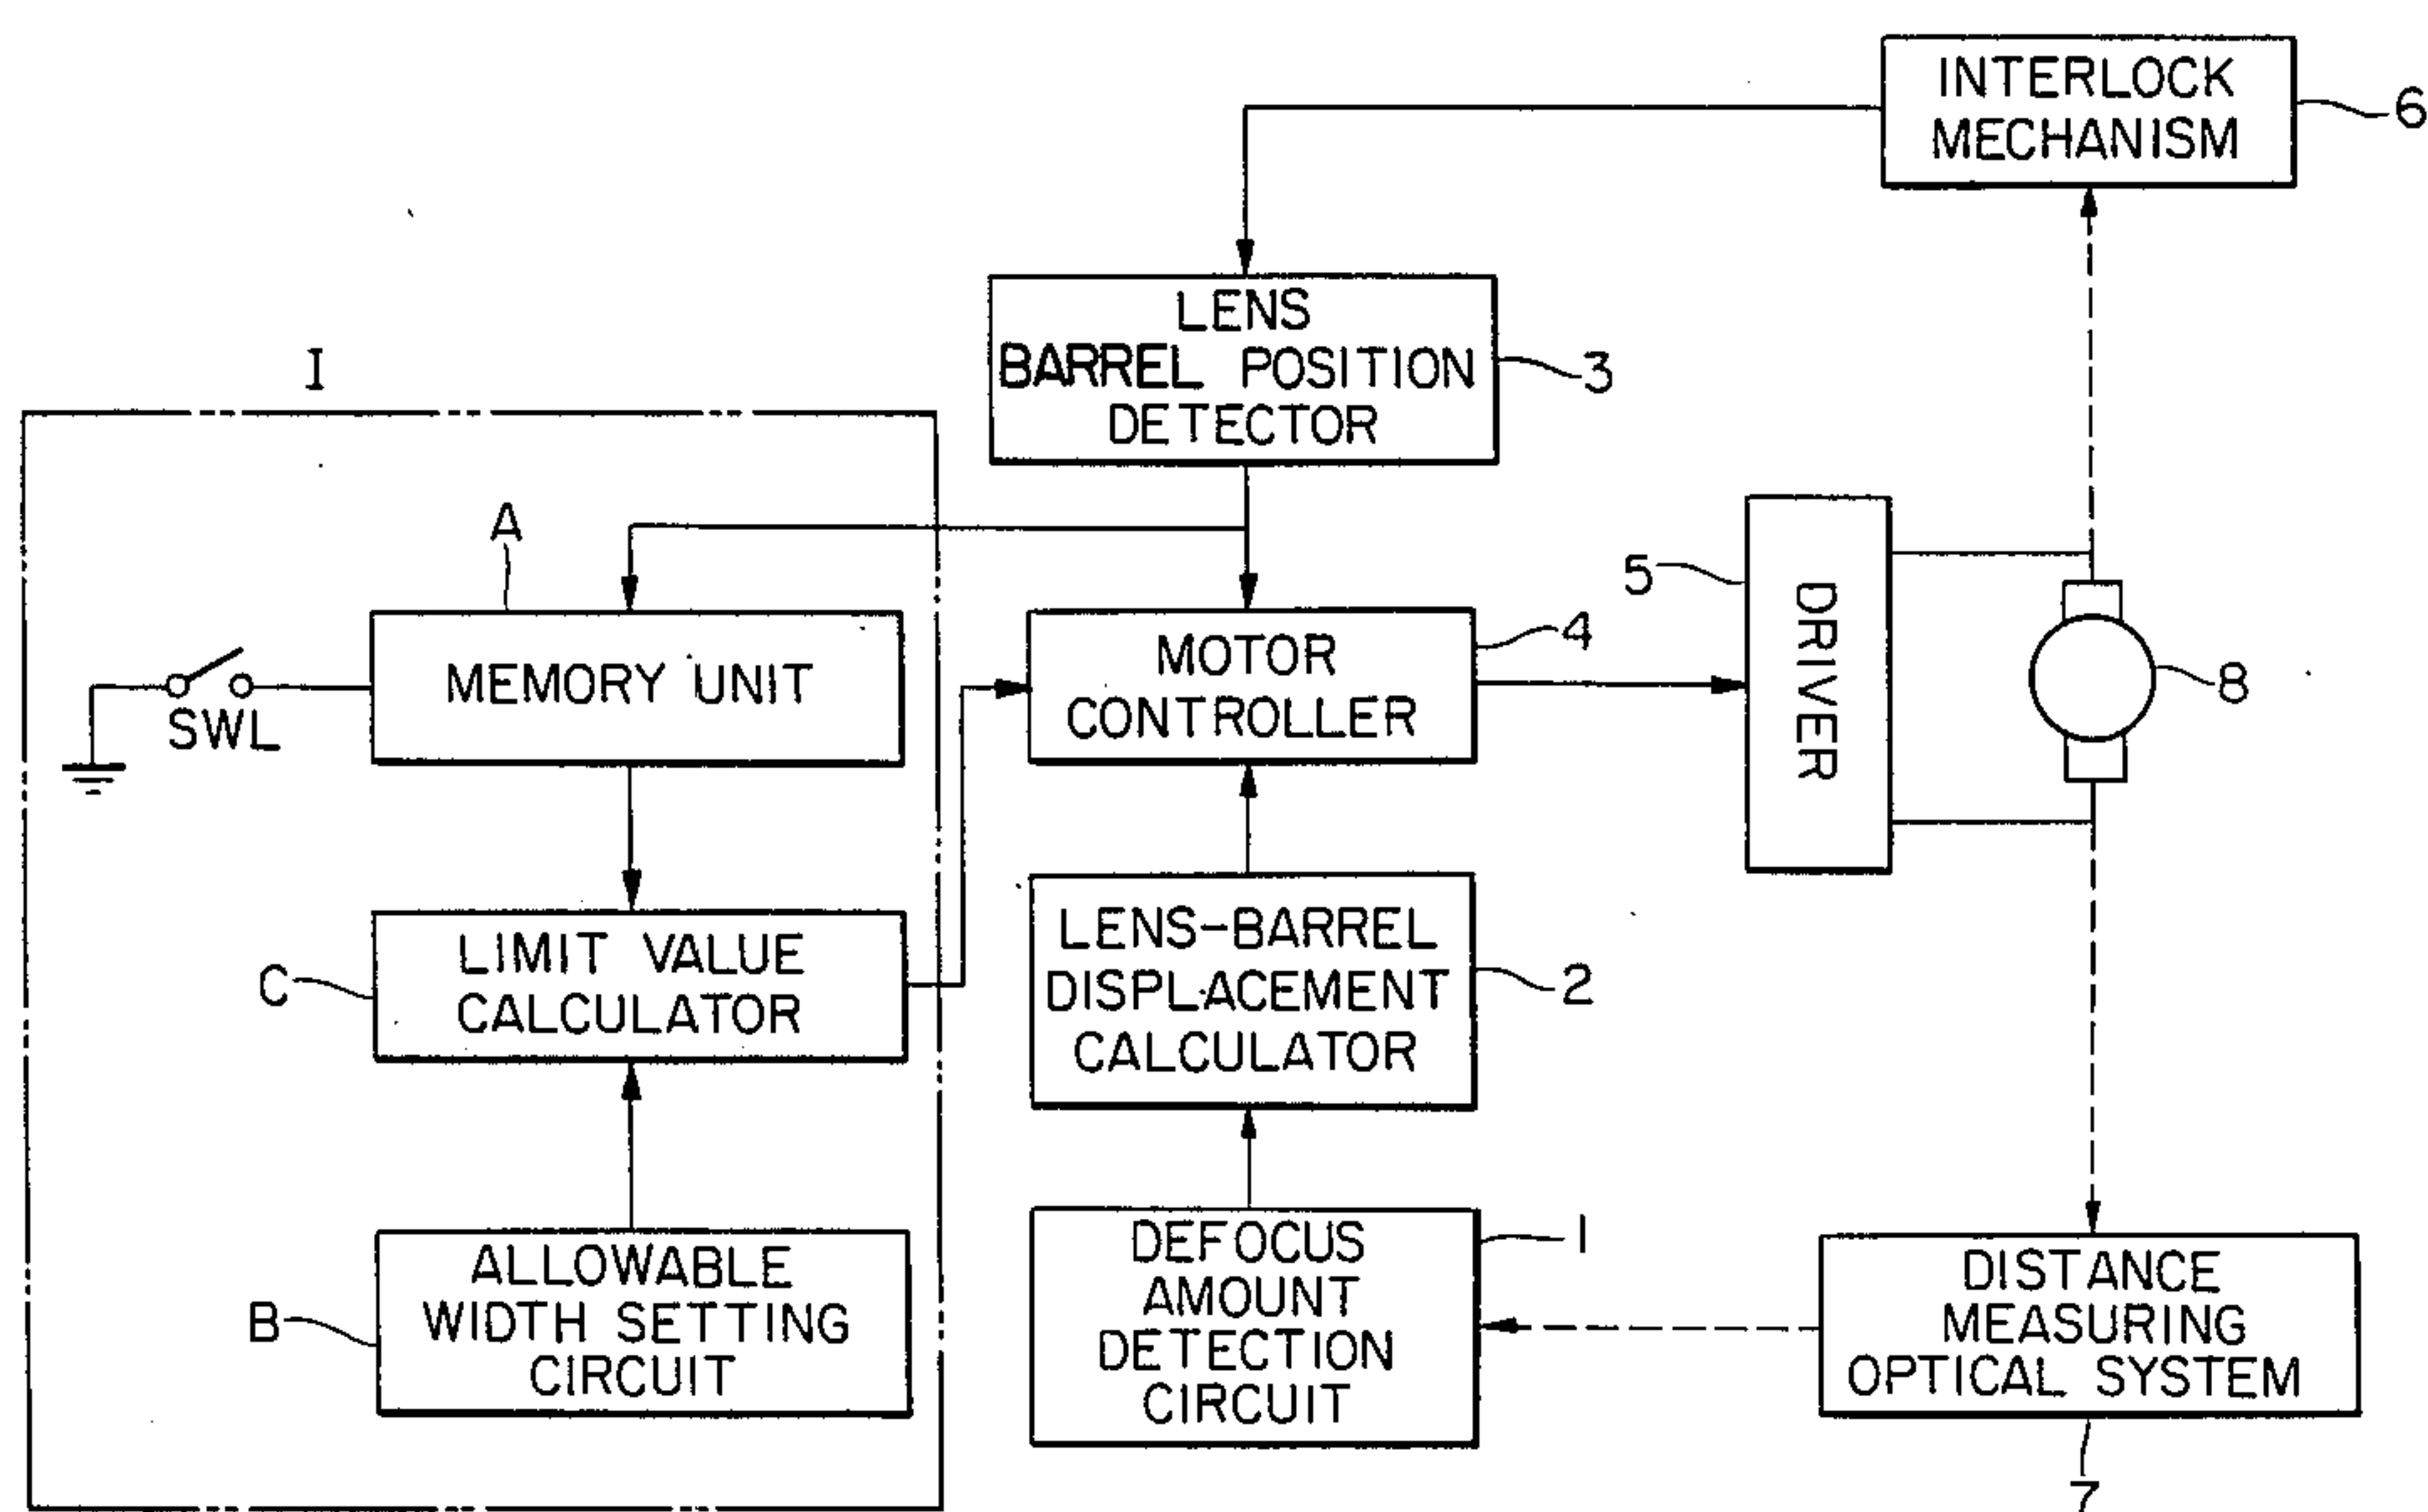 INTERLOCK
MECHANISM
6
LENS
BARREL POSITION
DETECTOR
3
I
A
MEMORY UNIT
SWL
MOTOR
CONTROLLER
4
5
DRIVER
8
C
LIMIT VALUE
CALCULATOR
LENS-BARREL
DISPLACEMENT
CALCULATOR
2
B
ALLOWABLE
WIDTH SETTING
CIRCUIT
DEFOCUS
AMOUNT
DETECTION
CIRCUIT
1
DISTANCE
MEASURING
OPTICAL SYSTEM
7